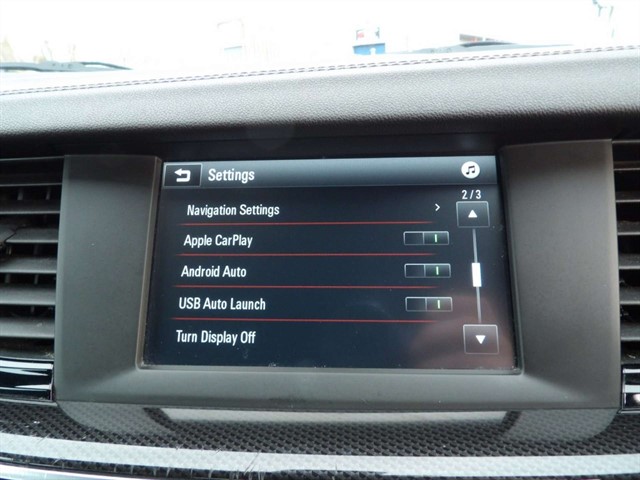 Settings
2/3
Navigation Settings
Apple CarPlay
Android Auto
USB Auto Launch
Turn Display Off